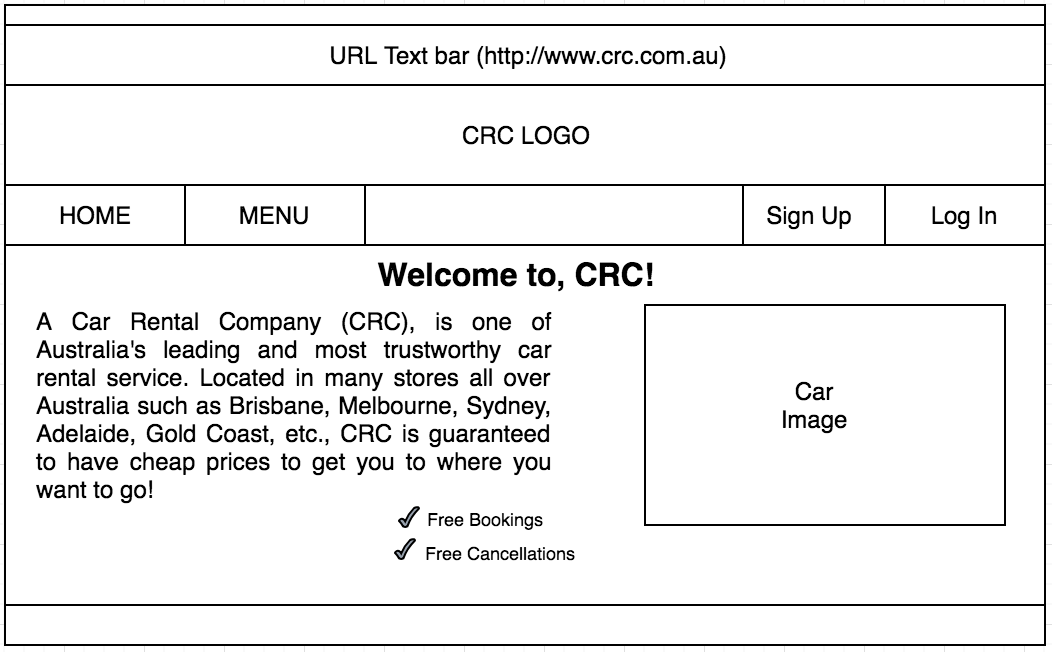 URL Text bar (http://www.crc.com.au)
CRC LOGO
HOME MENU Sign Up Log In
Welcome to, CRC!
A Car Rental Company (CRC), is one of
Australia's leading and most trustworthy car
rental service. Located in many stores all over
Australia such as Brisbane, Melbourne, Sydney,
Adelaide, Gold Coast, etc., CRC is guaranteed
to have cheap prices to get you to where you
want to go!
Free Bookings
Free Cancellations
Car
Image